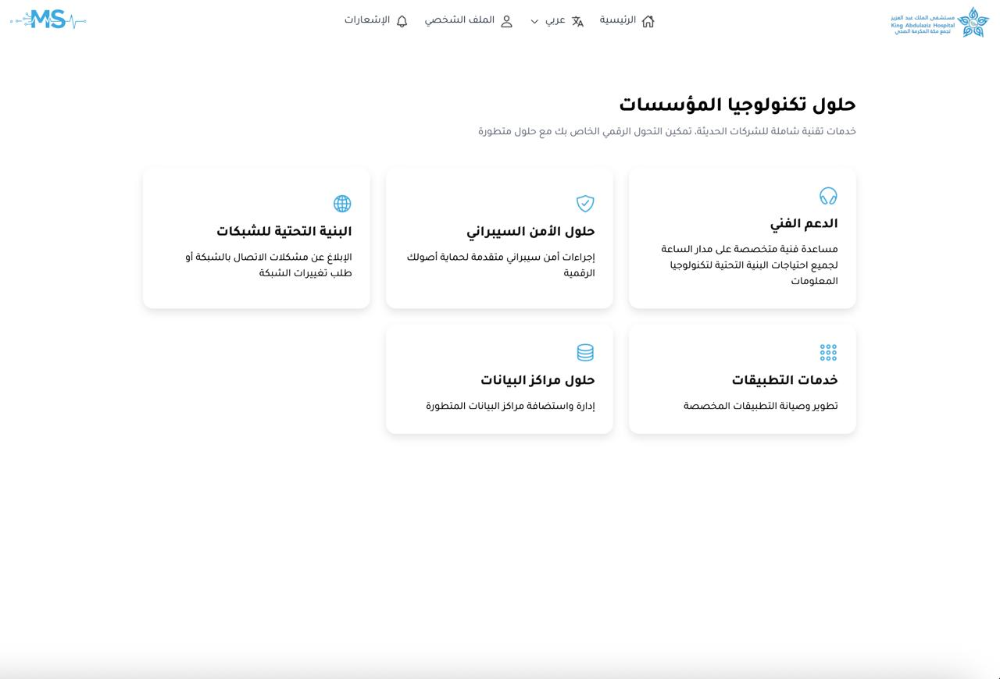 مستشفى الملك عبد العزيز
King Abdulaziz Hospital
تجمع مكة المكرمة الصحي
الرئيسية
عربي
الملف الشخصي
الإشعارات
MS
حلول تكنولوجيا المؤسسات
خدمات تقنية شاملة للشركات الحديثة، تمكين التحول الرقمي الخاص بك مع حلول متطورة
الدعم الفني
مساعدة فنية متخصصة على مدار الساعة
لجميع احتياجات البنية التحتية لتكنولوجيا
المعلومات
حلول الأمن السيبراني
إجراءات أمن سيبراني متقدمة لحماية أصولك
الرقمية
البنية التحتية للشبكات
الإبلاغ عن مشكلات الاتصال بالشبكة أو
طلب تغييرات الشبكة
خدمات التطبيقات
تطوير وصيانة التطبيقات المخصصة
حلول مراكز البيانات
إدارة واستضافة مراكز البيانات المتطورة